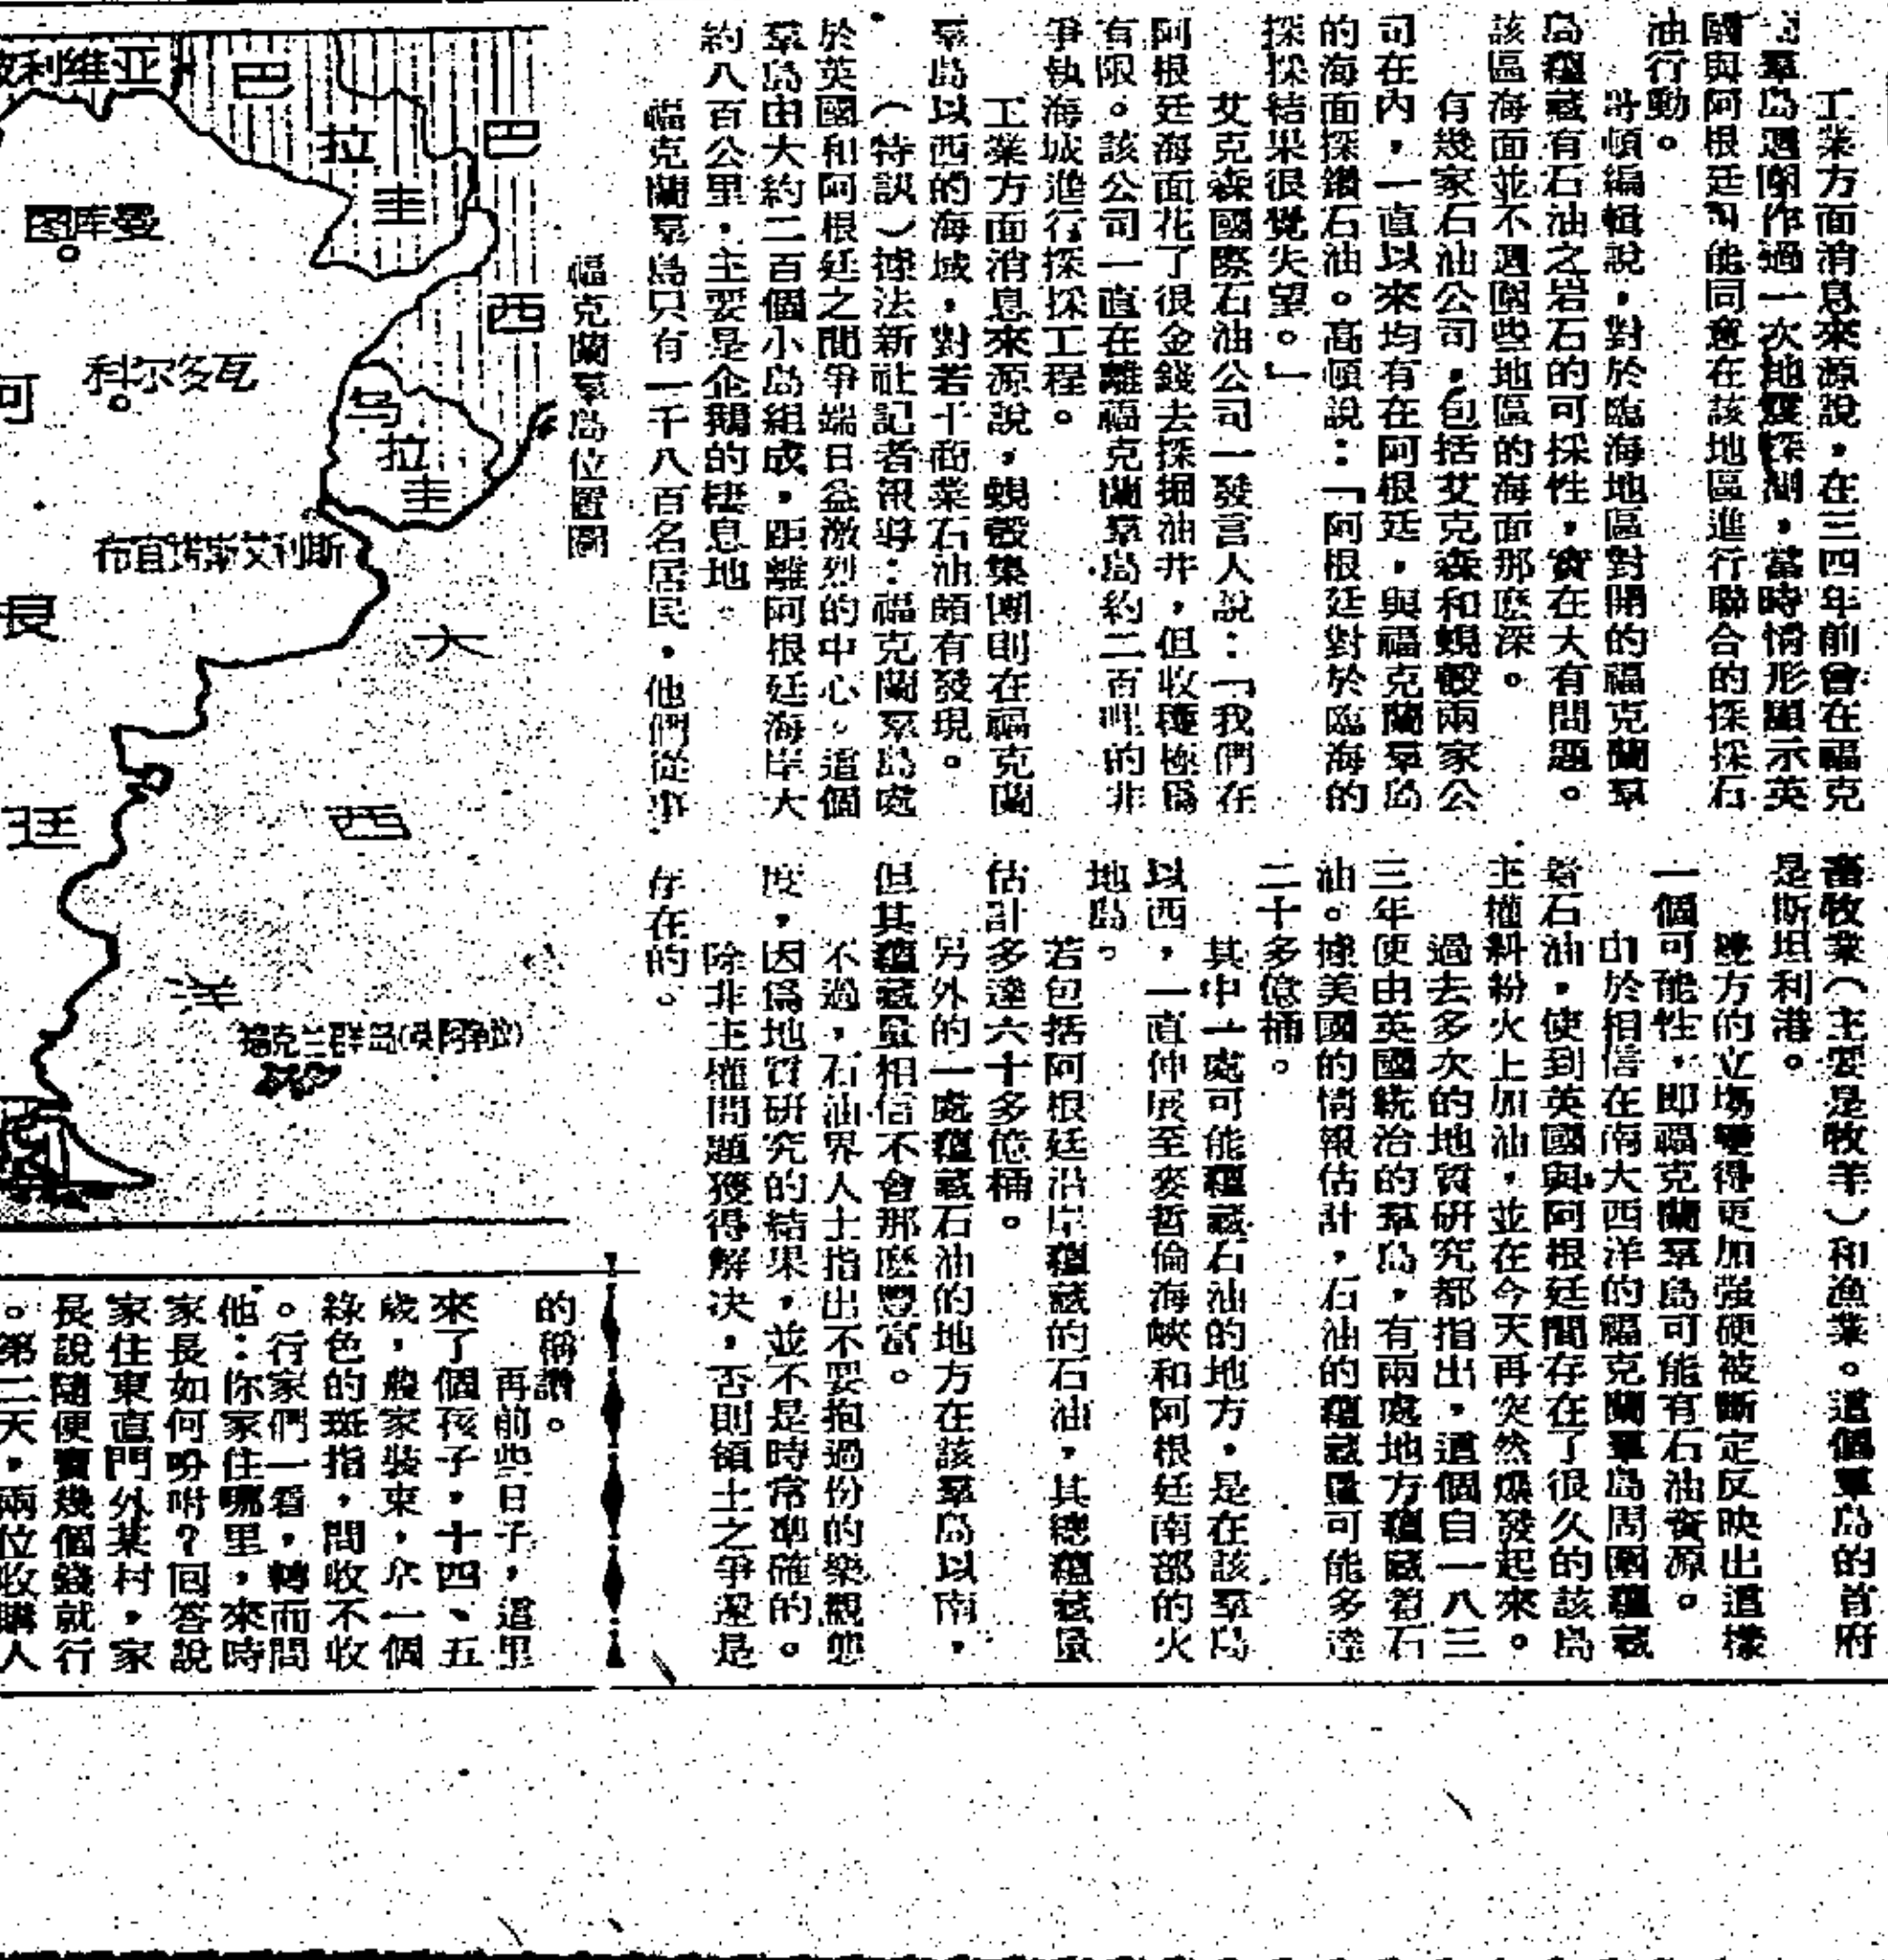 工業方面消息來源說，在三四年前曾在福克
羣島週圍作過一次地震探測，當時情形顯示英
國與阿根廷可能同意在該地區進行聯合的探採石
油行動。
頓編輯說，對於臨海地區對開的福克蘭羣
島蘊藏有石油之岩石的可採性，實在大有問題。
該區海面並不週圍些地區的海面那麽深。
有幾家石油公司，包括艾克森和蜆殼兩家公
司在內，一直以來均有在阿根廷，與福克蘭羣島
的海面探鑽石油。高頓說：「阿根廷對於臨海的
探採結果很覺失望。」
艾克森國際石油公司一發言人說：「我們在
阿根廷海面花了很金錢去探掘油井，但收穫極爲
有限。該公司一直在離福克蘭羣島約二百哩的非
爭執海域進行探採工程。
工業方面消息來源說，蜆殼集團則在福克蘭
羣島以西的海域，對若干商業石油頗有發現。
（特訊）據法新社記者報導：福克蘭羣島處
於英國和阿根廷之間爭端日益激烈的中心。這個
羣島由大約二百個小島組成，距離阿根廷海岸大
約八百公里，主要是企鵝的棲息地。
福克蘭羣島只有一千八百名居民，他們從事
畜牧業（主要是牧羊）和漁業。這個羣島的首府
是斯坦利港。
雙方的立場變得更加强硬被斷定反映出這樣
一個可能性，即福克蘭羣島可能有石油資源。
由於相信在南大西洋的福克蘭羣島周圍蘊藏
着石油，使到英國與阿根廷間存在了很久的該島
主權糾紛火上加油，並在今天再突然爆發起來。
過去多次的地質研究都指出，這個自一八三
三年便由英國統治的羣島，有兩處地方蘊藏着石
油。據美國的情報估計，石油的蘊藏量可能多達
二十多億桶。
其中一處可能蘊藏石油的地方，是在該羣島
以西，一直伸展至麥哲倫海峽和阿根廷南部的火
地島。
若包括阿根廷沿岸蘊藏的石油，其總蘊藏量
估計多達六十多億桶。
另外的一處蘊藏石油的地方在該羣島以南，
但其蘊藏量相信不會那麽豐富。
不過，石油界人士指出不要抱過份的樂觀態
度，因爲地質研究的結果，並不是時常凖確的。
除非主權問題獲得解決，否則領土之爭還是
存在的。
福克蘭羣島位置圖
玻利維亚
巴拉圭
巴西
图库曼
科尔多瓦
乌拉圭
布宜诺斯艾利斯
阿
艮
廷
大西洋
福克兰群岛(英阿争议)
的稱讚。
再前些日子，這里
來了個孩子，十四、五
歲，農家裝束，拿一個
綠色的斑指，問收不收
。行家們一看，轉而問
他：你家住哪里，來時
家長如何吩咐？回答說
家住東直門外某村，家
長說隨便賣幾個錢就行
。第二天，兩位收購人